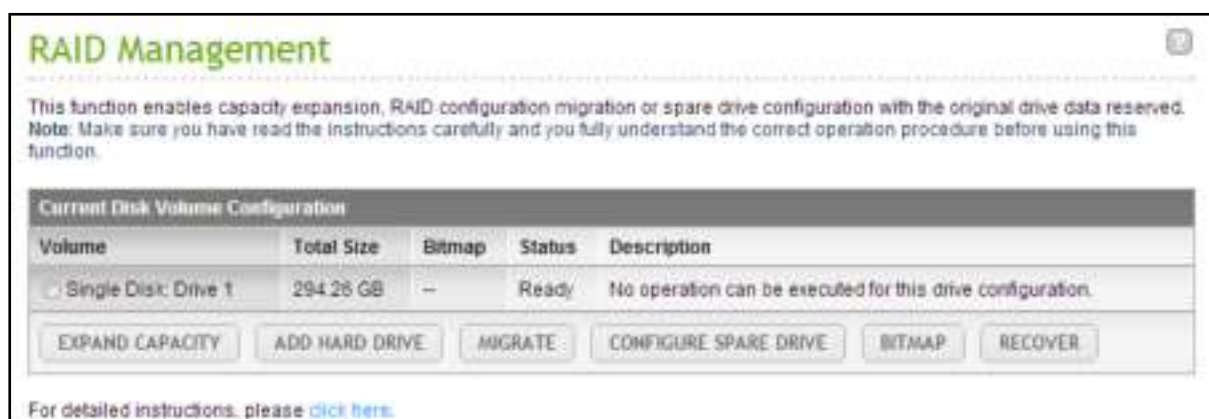 RAID Management
This function enables capacity expansion, RAID configuration migration or spare drive configuration with the original drive data reserved.
Note: Make sure you have read the instructions carefully and you fully understand the correct operation procedure before using this
function.
Current Disk Volume Configuration
Volume Total Size Bitmap Status Description
Single Disk: Drive 1 294.26 GB -- Ready No operation can be executed for this drive configuration.
EXPAND CAPACITY ADD HARD DRIVE MIGRATE CONFIGURE SPARE DRIVE BITMAP RECOVER
For detailed instructions, please click here.